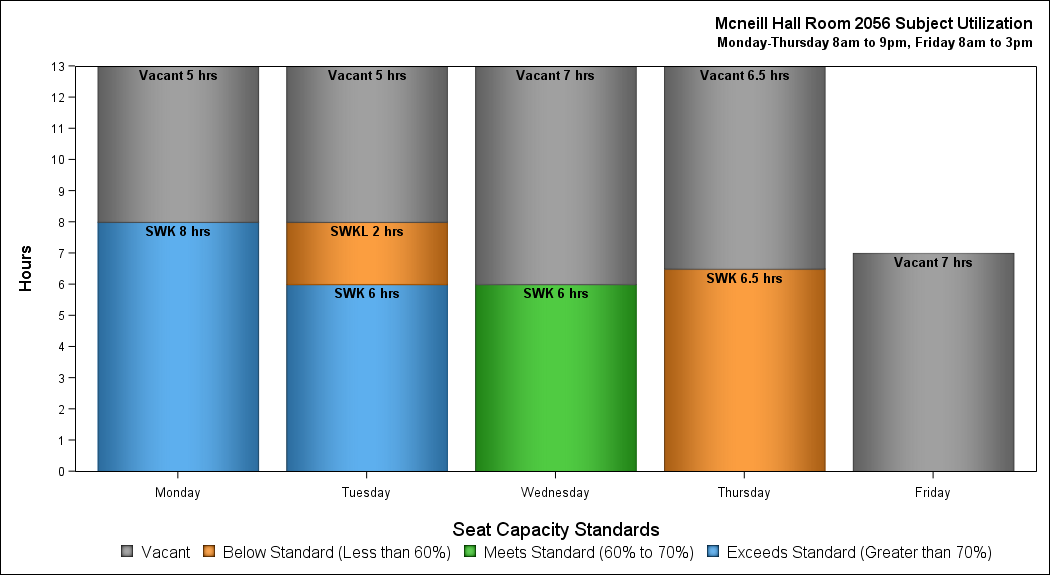 Mcneill Hall Room 2056 Subject Utilization
Monday-Thursday 8am to 9pm, Friday 8am to 3pm
Hours
13
12
11
10
9
8
7
6
5
4
3
2
1
0
Vacant 5 hrs
SWK 8 hrs
Vacant 5 hrs
SWKL 2 hrs
SWK 6 hrs
Vacant 7 hrs
SWK 6 hrs
Vacant 6.5 hrs
SWK 6.5 hrs
Vacant 7 hrs
Monday Tuesday Wednesday Thursday Friday
Seat Capacity Standards
Vacant Below Standard (Less than 60%) Meets Standard (60% to 70%) Exceeds Standard (Greater than 70%)